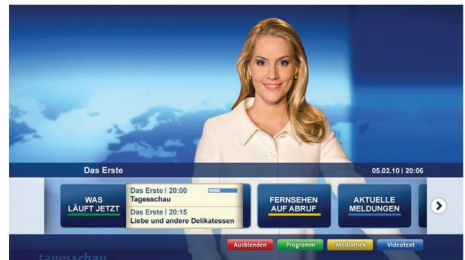 Das Erste
05.02.10 | 20:06
WAS
LÄUFT JETZT
Das Erste | 20:00
Tagesschau
Das Erste | 20:15
Liebe und andere Delikatessen
FERNSEHEN
AUF ABRUF
AKTUELLE
MELDUNGEN
Ausblenden
Programm
Mediathek
Videotext
tagesschau